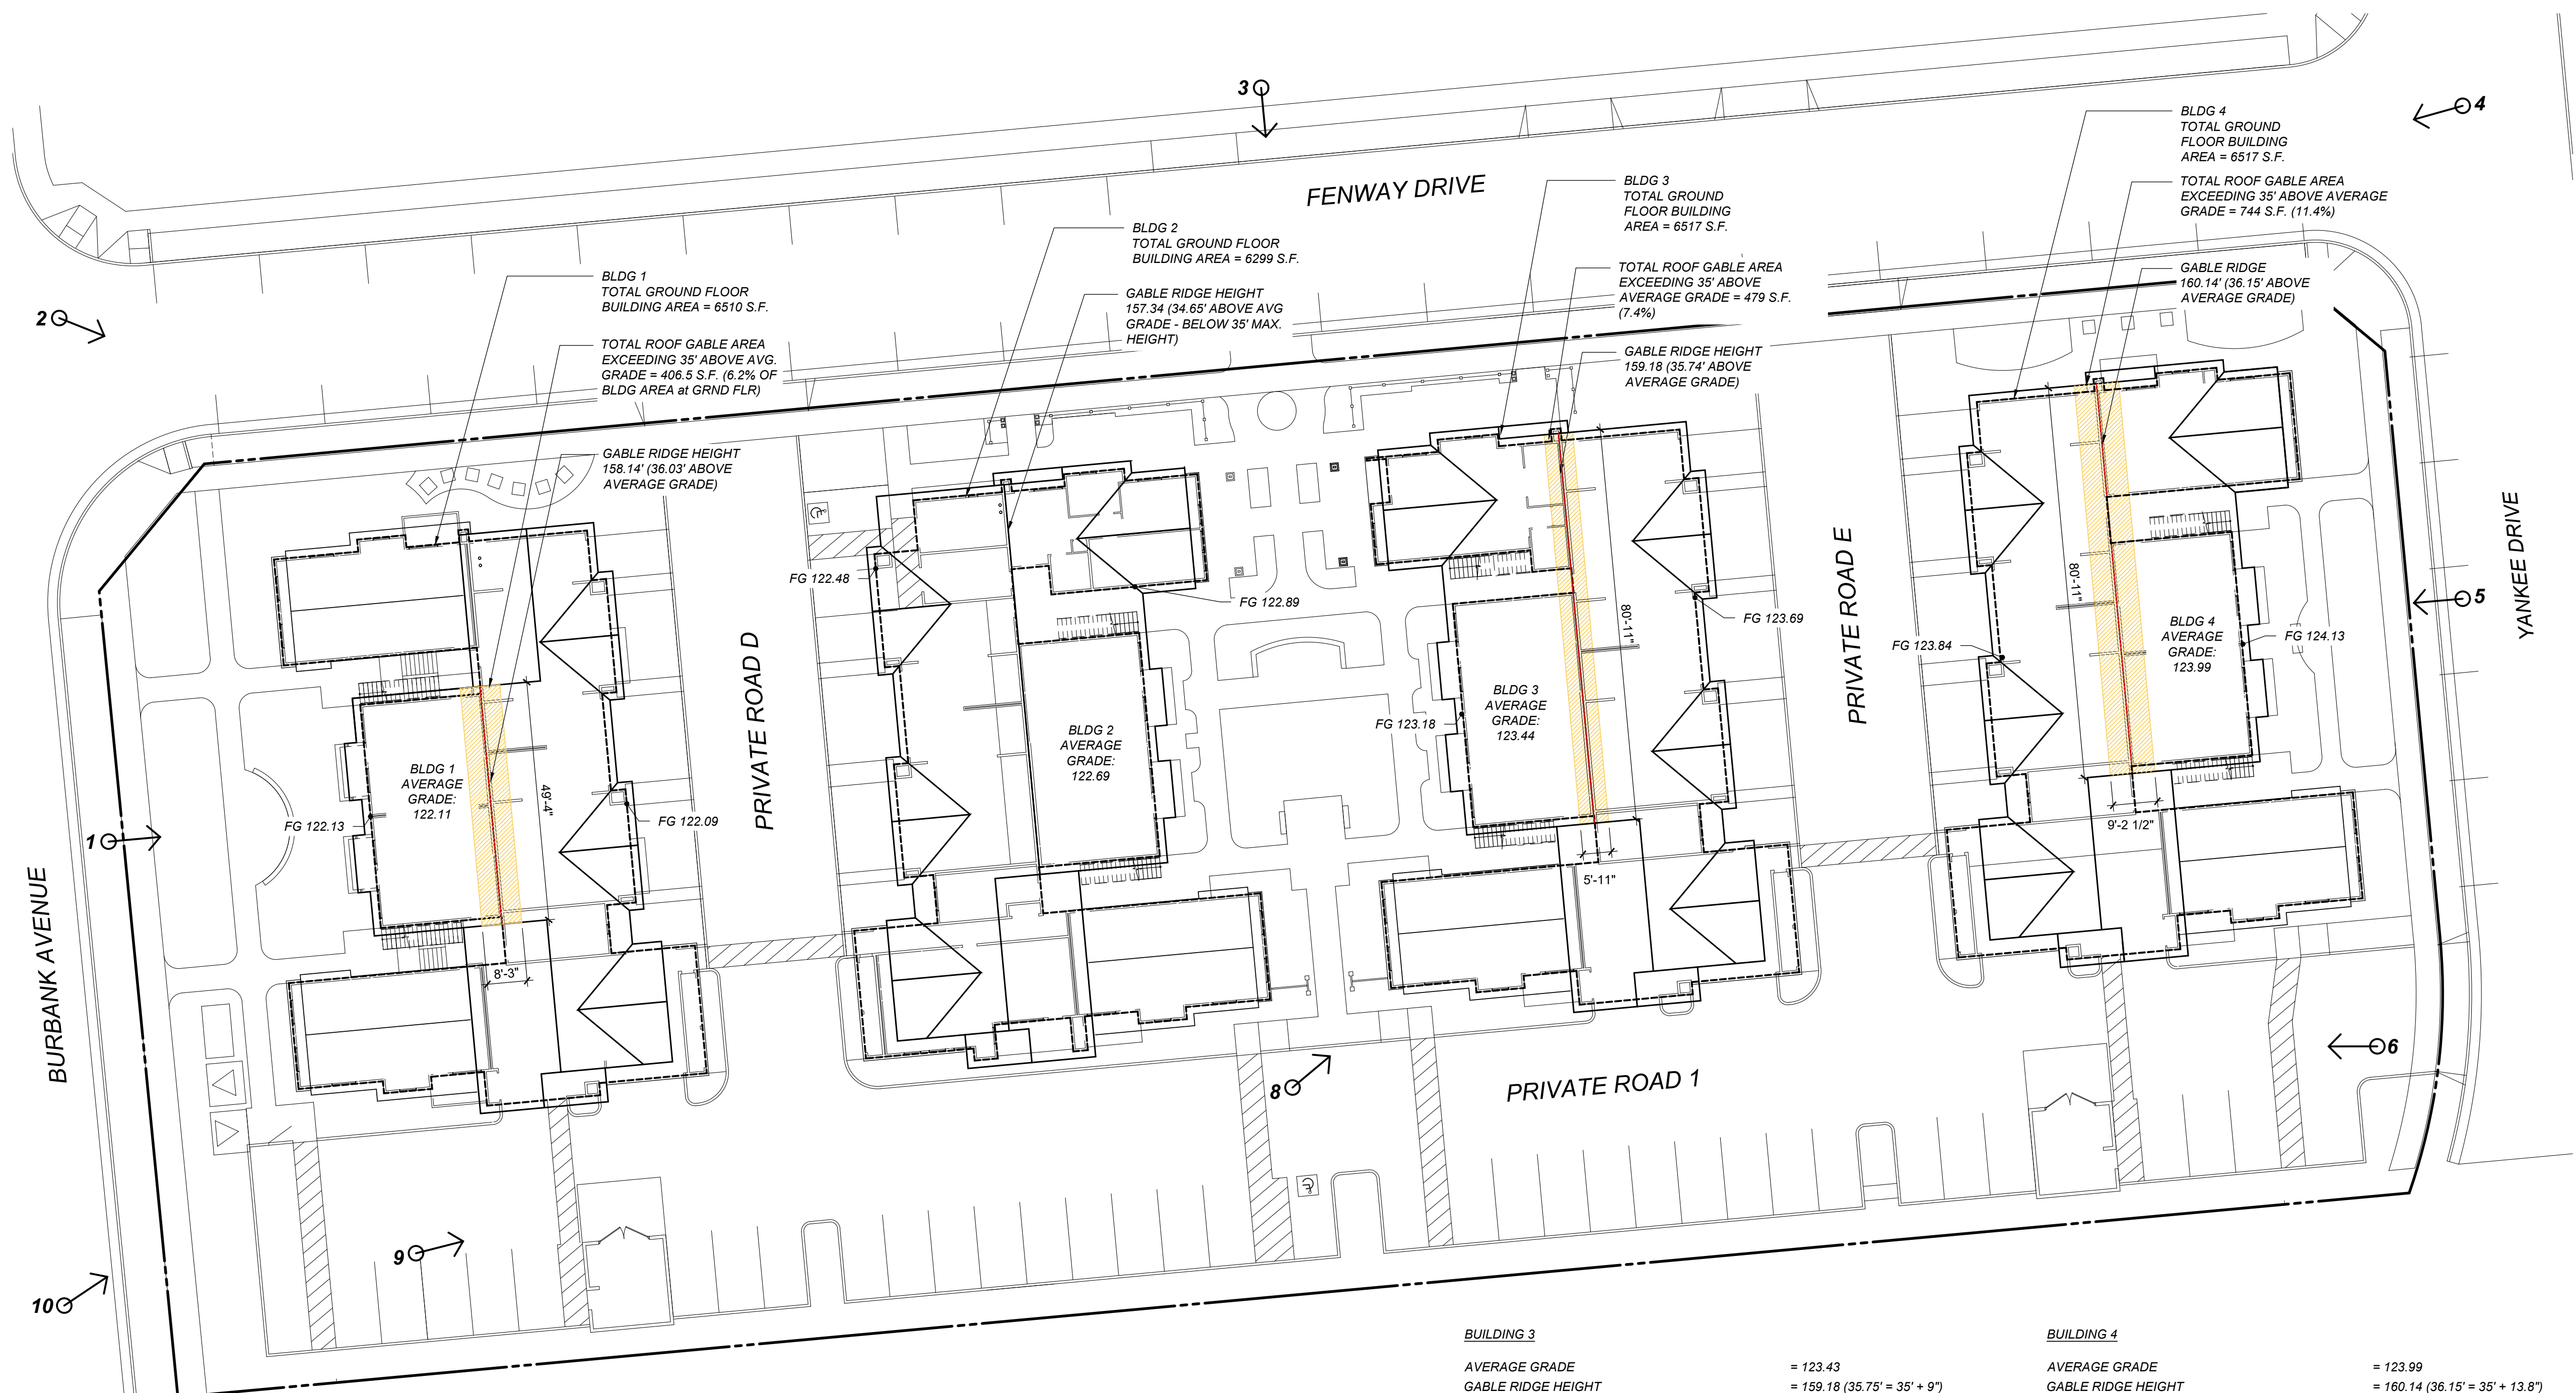 3
4
2
FENWAY DRIVE
BLDG 4
TOTAL GROUND
FLOOR BUILDING
AREA = 6517 S.F.
TOTAL ROOF GABLE AREA
EXCEEDING 35' ABOVE AVERAGE
GRADE = 744 S.F. (11.4%)
GABLE RIDGE
160.14' (36.15' ABOVE
AVERAGE GRADE)
BLDG 3
TOTAL GROUND
FLOOR BUILDING
AREA = 6517 S.F.
TOTAL ROOF GABLE AREA
EXCEEDING 35' ABOVE
AVERAGE GRADE = 479 S.F.
(7.4%)
GABLE RIDGE HEIGHT
159.18 (35.74' ABOVE
AVERAGE GRADE)
BLDG 2
TOTAL GROUND FLOOR
BUILDING AREA = 6299 S.F.
GABLE RIDGE HEIGHT
157.34 (34.65' ABOVE AVG
GRADE - BELOW 35' MAX.
HEIGHT)
BLDG 1
TOTAL GROUND FLOOR
BUILDING AREA = 6510 S.F.
TOTAL ROOF GABLE AREA
EXCEEDING 35' ABOVE AVG.
GRADE = 406.5 S.F. (6.2% OF
BLDG AREA at GRND FLR)
GABLE RIDGE HEIGHT
158.14' (36.03' ABOVE
AVERAGE GRADE)
FG 122.48
FG 122.89
FG 123.69
FG 123.84
FG 124.13
FG 123.18
FG 122.13
FG 122.09
80'-11"
80'-11"
49'-4"
8'-3"
5'-11"
9'-2 1/2"
BLDG 1
AVERAGE
GRADE:
122.11
BLDG 2
AVERAGE
GRADE:
122.69
BLDG 3
AVERAGE
GRADE:
123.44
BLDG 4
AVERAGE
GRADE:
123.99
PRIVATE ROAD D
PRIVATE ROAD E
YANKEE DRIVE
BURBANK AVENUE
PRIVATE ROAD 1
1
5
6
8
9
10
BUILDING 3
AVERAGE GRADE = 123.43
GABLE RIDGE HEIGHT = 159.18 (35.75' = 35' + 9")
BUILDING 4
AVERAGE GRADE = 123.99
GABLE RIDGE HEIGHT = 160.14 (36.15' = 35' + 13.8")